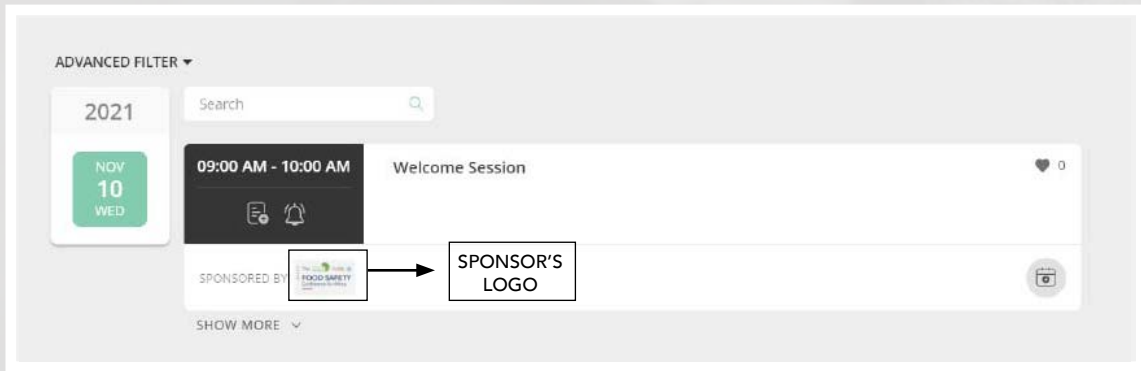 ADVANCED FILTER
2021
Search
NOV
10
WED
09:00 AM - 10:00 AM
Welcome Session
0
SPONSORED BY
FOOD SAFETY
SPONSOR'S
LOGO
SHOW MORE